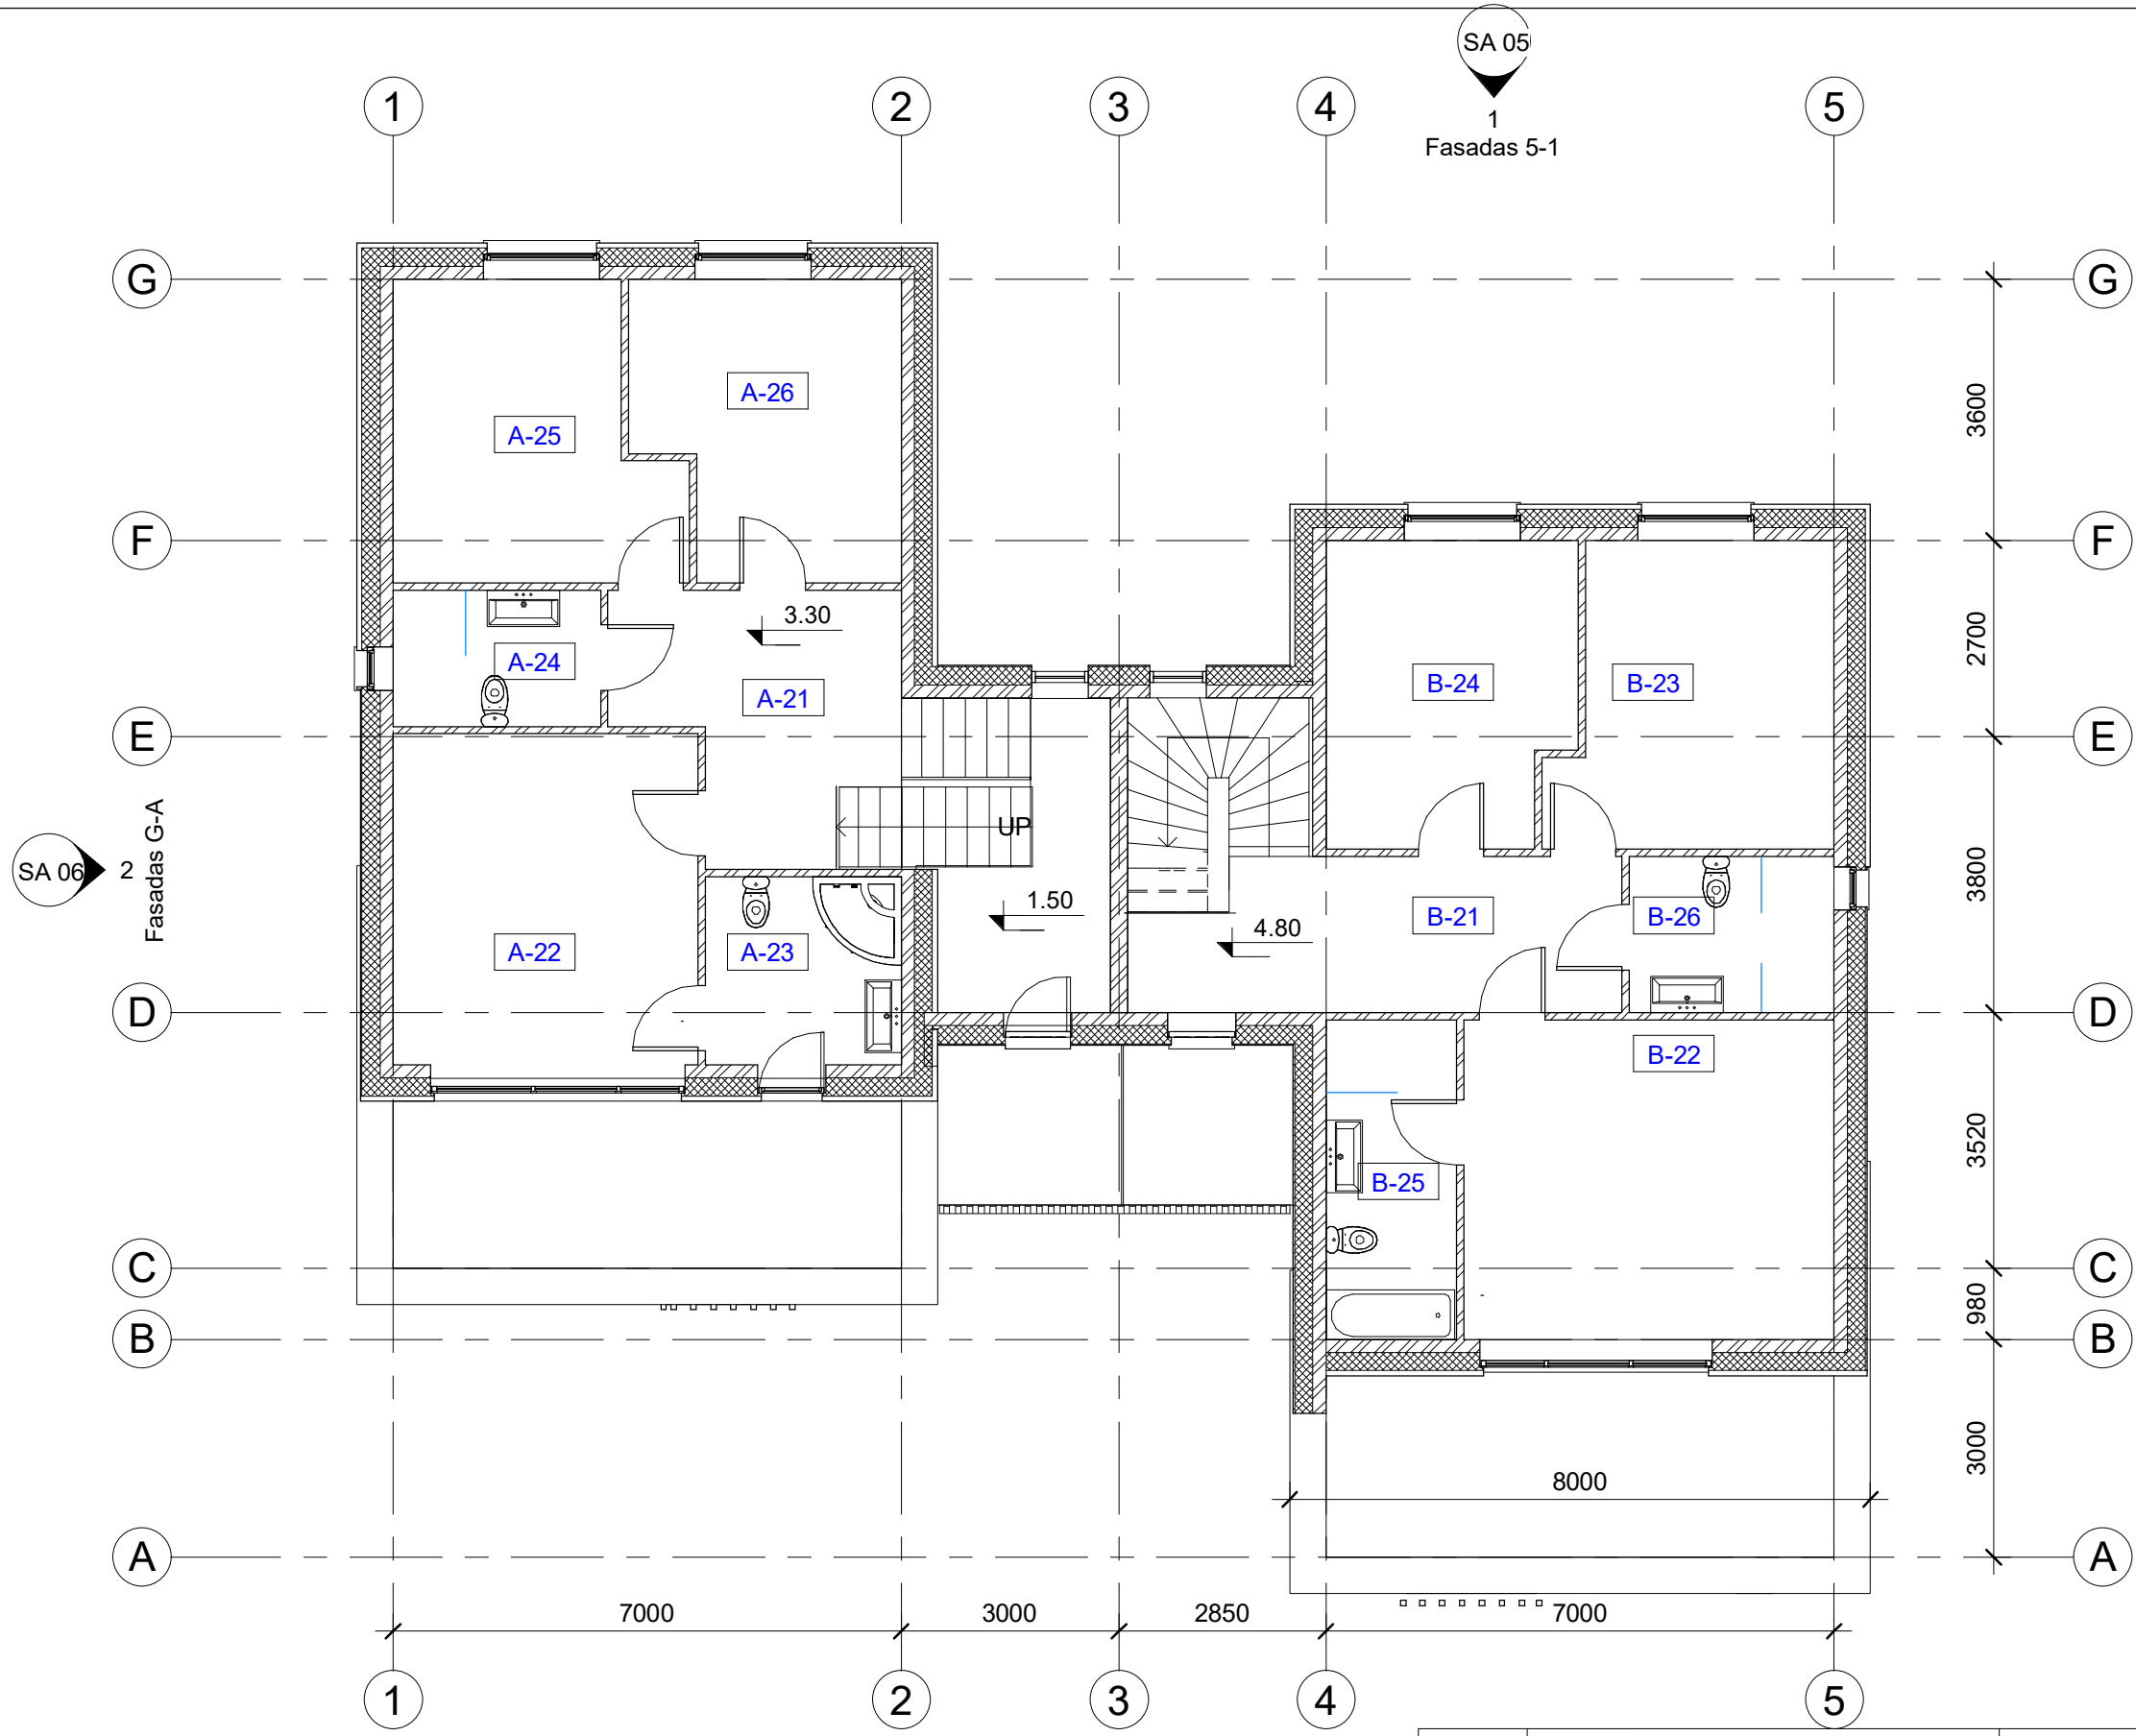 SA 05
1
Fasadas 5-1
1 2 3 4 5
G G
3600
A-26
A-25
F F
3.30
2700
A-24 B-24 B-23
A-21
E E
UP
Fasadas G-A
SA 06 2
3800
1.50
B-21 B-26
4.80
A-22 A-23
D D
B-22
3520
B-25
C C
980
B B
3000
8000
A A
7000 3000 2850 7000
1 2 3 4 5